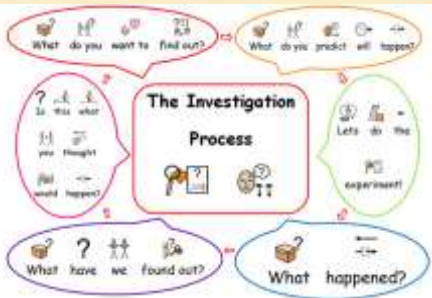 What do you want to find out?
What do you predict will happen?
The Investigation
Process
Is this what
you thought
would happen?
Lets do the
experiment!
What have we found out?
What happened?